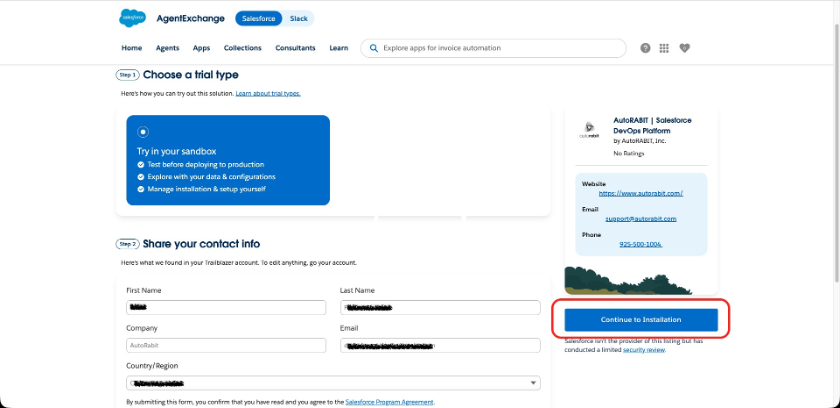 salesforce
AgentExchange
Salesforce
Slack
Home
Agents
Apps
Collections
Consultants
Learn
Explore apps for invoice automation
Step 1
Choose a trial type
Here's how you can try out this solution. Learn about trial types.
Try in your sandbox
Test before deploying to production
Explore with your data & configurations
Manage installation & setup yourself
Step 2
Share your contact info
Here's what we found in your Trailblazer account. To edit anything, go your account.
First Name
Last Name
Company
Email
AutoRabit
Country/Region
By submitting this form, you confirm that you have read and you agree to the Salesforce Program Agreement.
autorabit
AutoRABIT | Salesforce
DevOps Platform
by AutoRABIT, Inc.
No Ratings
Website
https://www.autorabit.com/
Email
support@autorabit.com
Phone
925-500-1006
Continue to Installation
Salesforce isn't the provider of this listing but has
conducted a limited security review.